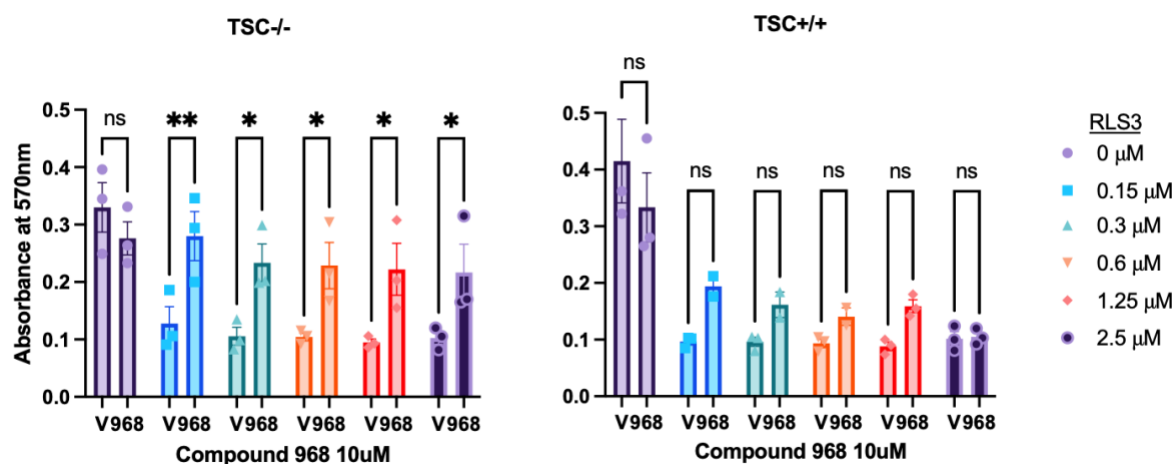 TSC-/-
Absorbance at 570nm
0.5
0.4
0.3
0.2
0.1
0.0
ns
**
*
*
*
*
V968 V968 V968 V968 V968 V968
Compound 968 10uM
TSC+/+
0.5
0.4
0.3
0.2
0.1
0.0
ns
ns
ns
ns
ns
ns
V968 V968 V968 V968 V968 V968
Compound 968 10uM
RLS3
0 μM
0.15 μM
0.3 μM
0.6 μM
1.25 μM
2.5 μM